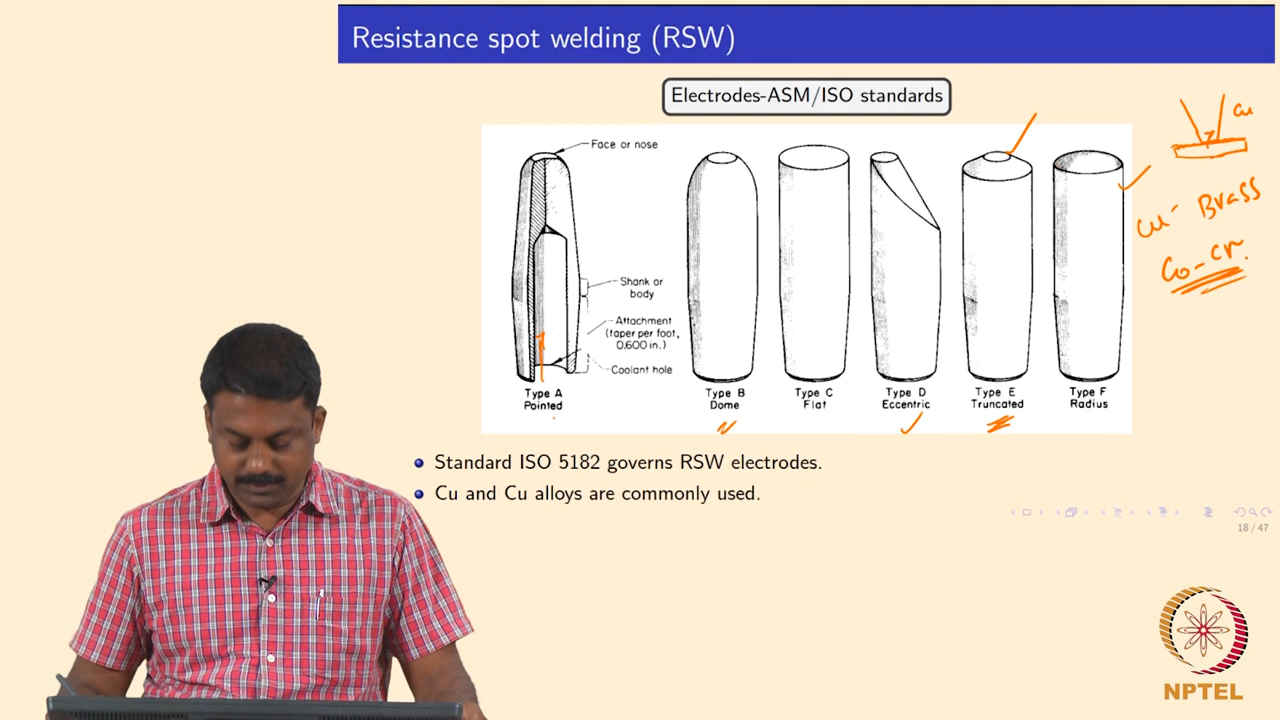 Resistance spot welding (RSW)
Electrodes-ASM/ISO standards
Face or nose
Shank or
body
Attachment
(taper per foot,
0.600 in.)
Coolant hole
Type A
Pointed
Type B
Dome
Type C
Flat
Type D
Eccentric
Type E
Truncated
Type F
Radius
Cu
Cu- Brass
Co-Cr.
Standard ISO 5182 governs RSW electrodes.
Cu and Cu alloys are commonly used.
18 / 47
NPTEL